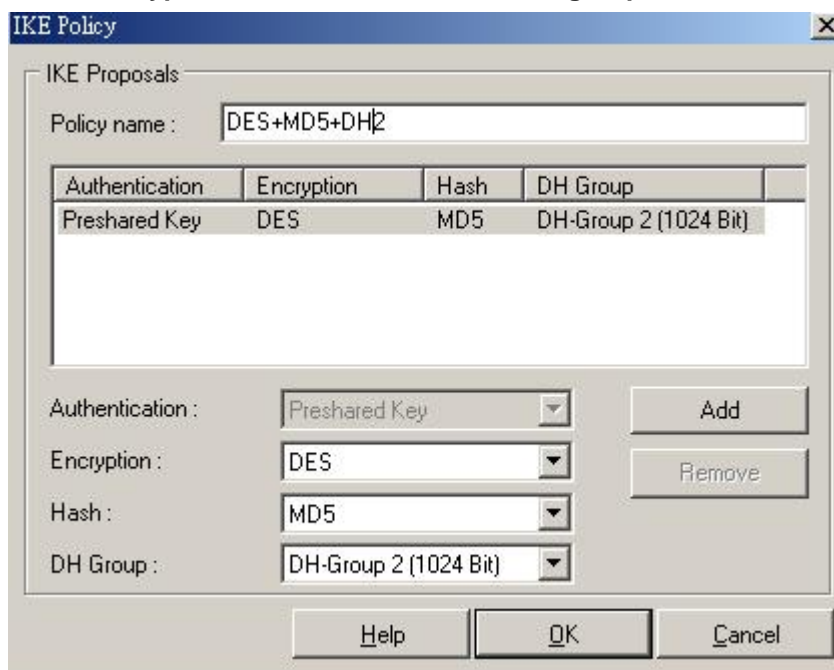 IKE Policy
IKE Proposals
Policy name : DES+MD5+DH2
Authentication Encryption Hash DH Group
Preshared Key DES MD5 DH-Group 2 (1024 Bit)
Authentication : Preshared Key Add
Encryption : DES Remove
Hash : MD5
DH Group : DH-Group 2 (1024 Bit)
Help OK Cancel